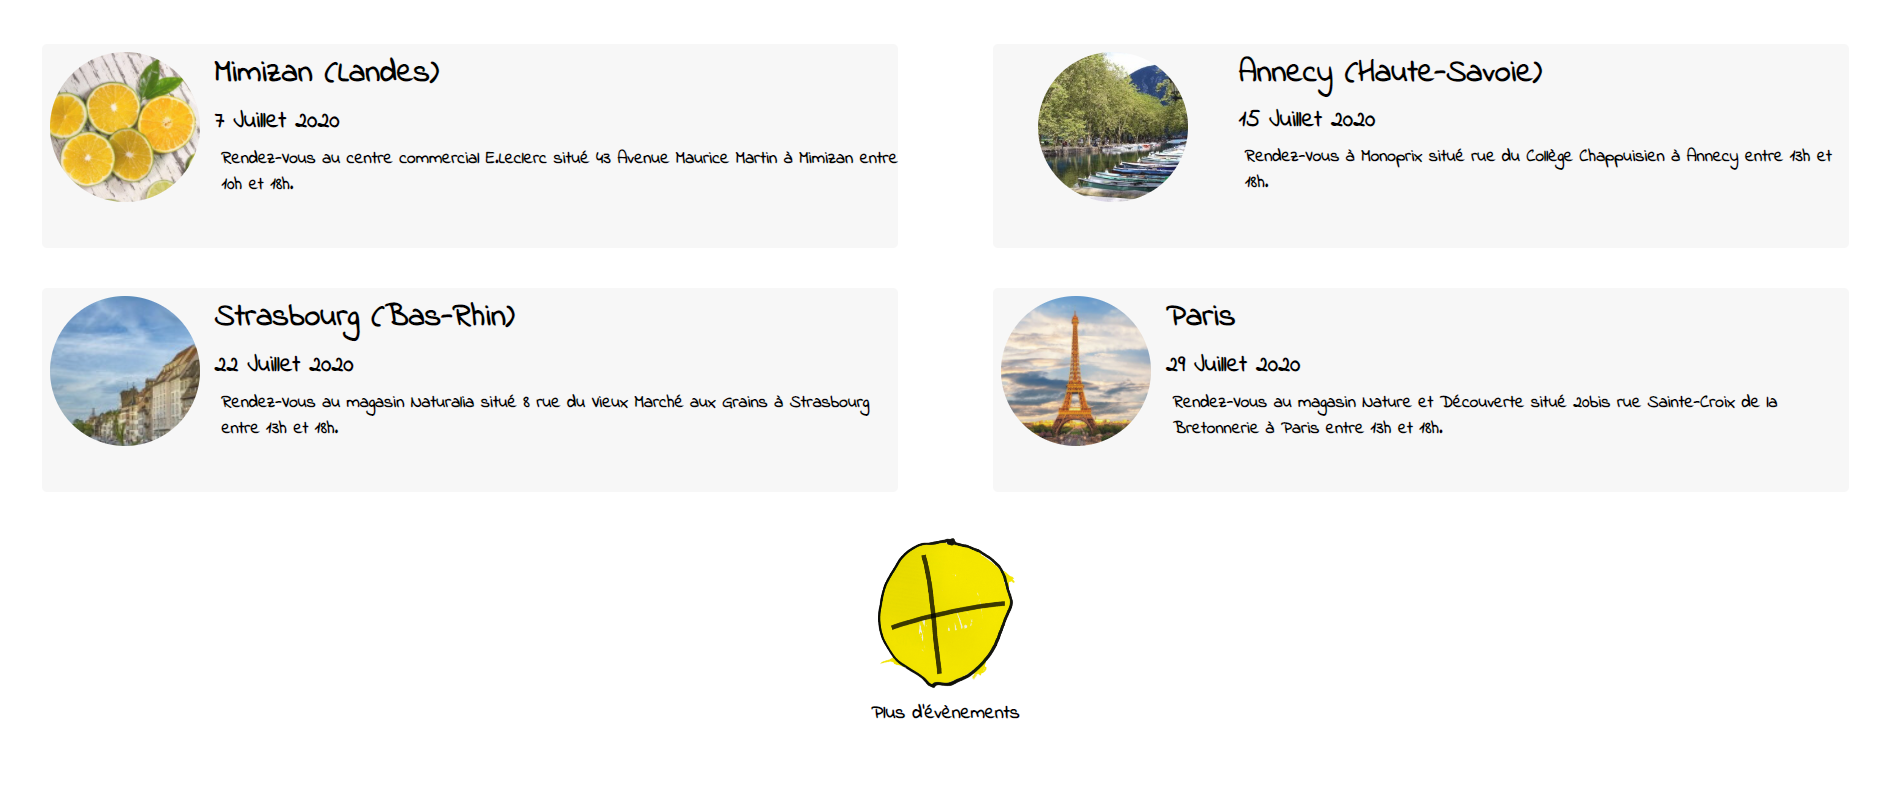 Mimizan (Landes)
7 Juillet 2020
Rendez-Vous au centre commercial E.Leclerc situé 43 Avenue Maurice Martin à Mimizan entre
10h et 18h.
Annecy (Haute-Savoie)
15 Juillet 2020
Rendez-Vous à Monoprix situé rue du Collège Chappuisien à Annecy entre 13h et
18h.
Strasbourg (Bas-Rhin)
22 Juillet 2020
Rendez-Vous au magasin Naturalia situé 8 rue du Vieux Marché aux Grains à Strasbourg
entre 13h et 18h.
Paris
29 Juillet 2020
Rendez-Vous au magasin Nature et Découverte situé 20bis rue Sainte-Croix de la
Bretonnerie à Paris entre 13h et 18h.
Plus d'évènements